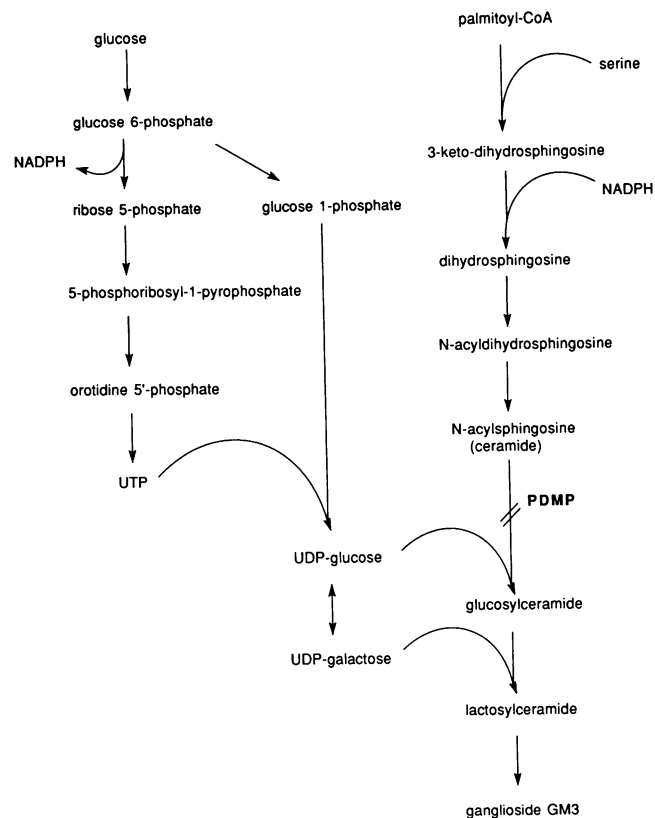 glucose
glucose 6-phosphate
NADPH
ribose 5-phosphate
glucose 1-phosphate
5-phosphoribosyl-1-pyrophosphate
orotidine 5'-phosphate
UTP
UDP-glucose
UDP-galactose
palmitoyl-CoA
serine
3-keto-dihydrosphingosine
NADPH
dihydrosphingosine
N-acyldihydrosphingosine
N-acylsphingosine
(ceramide)
PDMP
glucosylceramide
lactosylceramide
ganglioside GM3